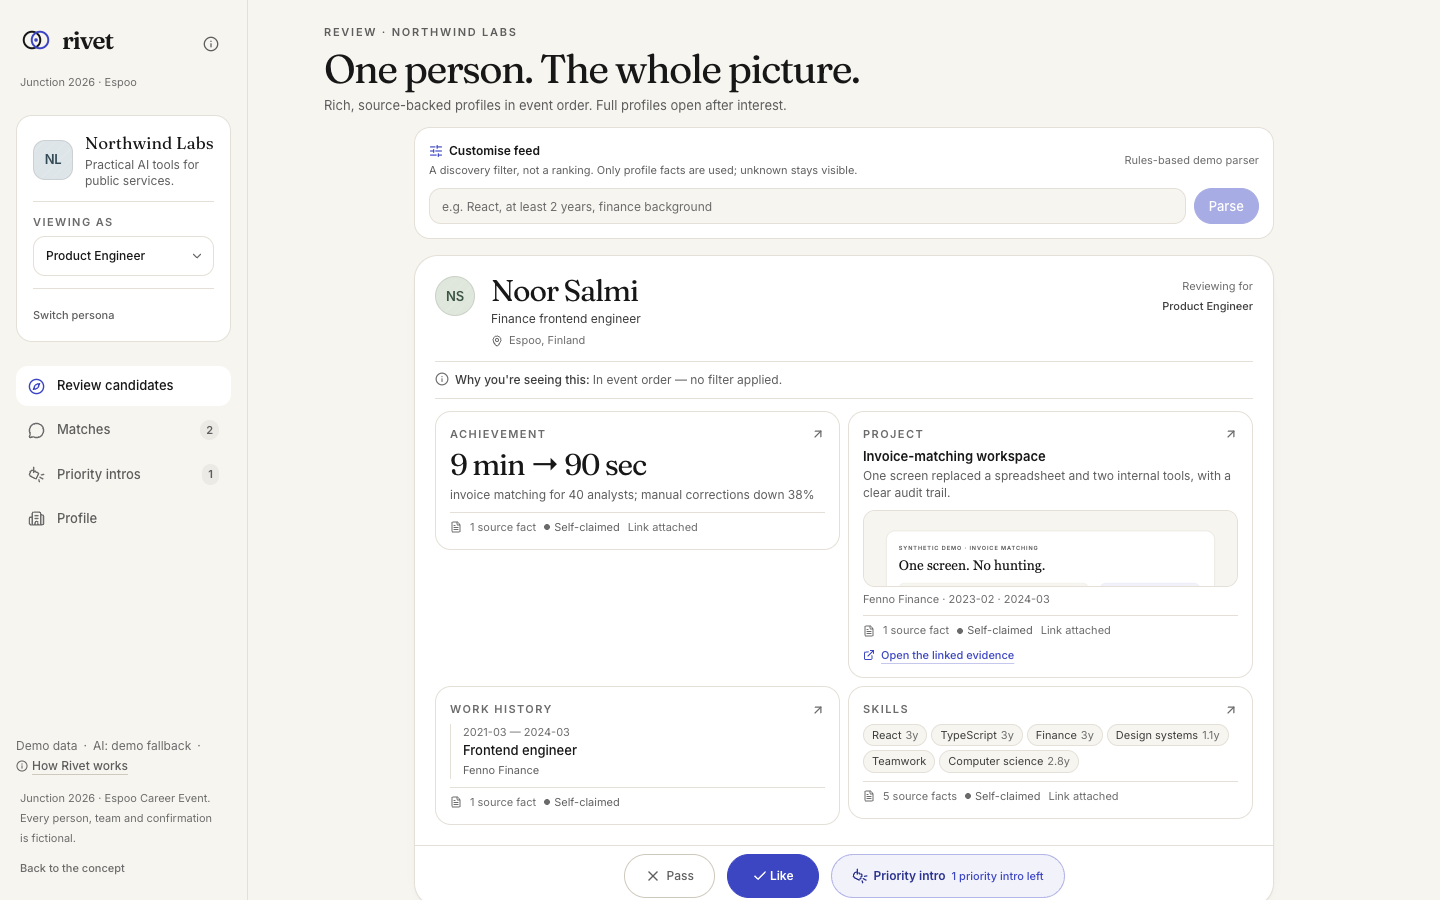 rivet
Junction 2026 · Espoo
NL
Northwind Labs
Practical AI tools for
public services.
VIEWING AS
Product Engineer
Switch persona
Review candidates
Matches 2
Priority intros 1
Profile
Demo data · AI: demo fallback ·
How Rivet works
Junction 2026 · Espoo Career Event.
Every person, team and confirmation
is fictional.
Back to the concept
REVIEW · NORTHWIND LABS
One person. The whole picture.
Rich, source-backed profiles in event order. Full profiles open after interest.
Customise feed
A discovery filter, not a ranking. Only profile facts are used; unknown stays visible.
Rules-based demo parser
e.g. React, at least 2 years, finance background
Parse
NS
Noor Salmi
Finance frontend engineer
Espoo, Finland
Reviewing for
Product Engineer
Why you're seeing this: In event order — no filter applied.
ACHIEVEMENT
9 min → 90 sec
invoice matching for 40 analysts; manual corrections down 38%
1 source fact ● Self-claimed Link attached
PROJECT
Invoice-matching workspace
One screen replaced a spreadsheet and two internal tools, with a
clear audit trail.
SYNTHETIC DEMO · INVOICE MATCHING
One screen. No hunting.
Fenno Finance · 2023-02 · 2024-03
1 source fact ● Self-claimed Link attached
Open the linked evidence
WORK HISTORY
2021-03 — 2024-03
Frontend engineer
Fenno Finance
1 source fact ● Self-claimed
SKILLS
React 3y TypeScript 3y Finance 3y Design systems 1.1y
Teamwork Computer science 2.8y
5 source facts ● Self-claimed Link attached
Pass
Like
Priority intro 1 priority intro left